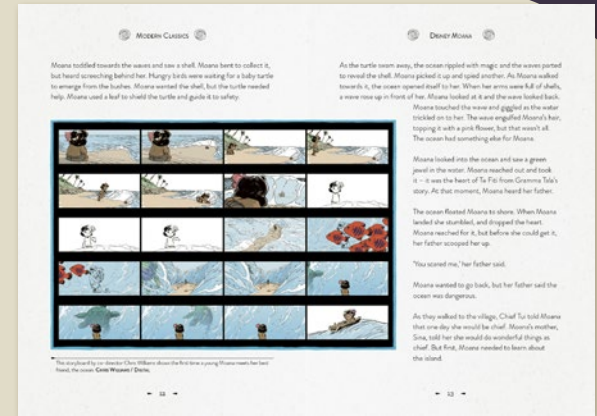 MODERN CLASSICS
Moana toddled towards the waves and saw a shell. Moana bent to collect it,
but heard screeching behind her. Hungry birds were waiting for a baby turtle
to emerge from the bushes. Moana wanted the shell, but the turtle needed
help. Moana used a leaf to shield the turtle and guide it to safety.
The storyboard by co-director Chris Williams shows the first time a young Moana meets her best
friend, the ocean. CHRIS WILLIAMS / DIGITAL
52
DISNEY MOANA
As the turtle swam away, the ocean rippled with magic and the waves parted
to reveal the shell. Moana picked it up and spied another. As Moana walked
towards it, the ocean opened itself to her. When her arms were full of shells,
a wave rose up in front of her. Moana looked at it and the wave looked back.
Moana touched the wave and giggled as the water
trickled on to her. The wave engulfed Moana's hair,
topping it with a pink flower, but that wasn't all.
The ocean had something else for Moana.
Moana looked into the ocean and saw a green
jewel in the water. Moana reached out and took
it – it was the heart of Te Fiti from Gramma Tala's
story. At that moment, Moana heard her father.
The ocean floated Moana to shore. When Moana
landed she stumbled, and dropped the heart.
Moana reached for it, but before she could get it,
her father scooped her up.
'You scared me,' her father said.
Moana wanted to go back, but her father said the
ocean was dangerous.
As they walked to the village, Chief Tui told Moana
that one day she would be chief. Moana's mother,
Sina, told her she would do wonderful things as
chief. But first, Moana needed to learn about
the island.
53